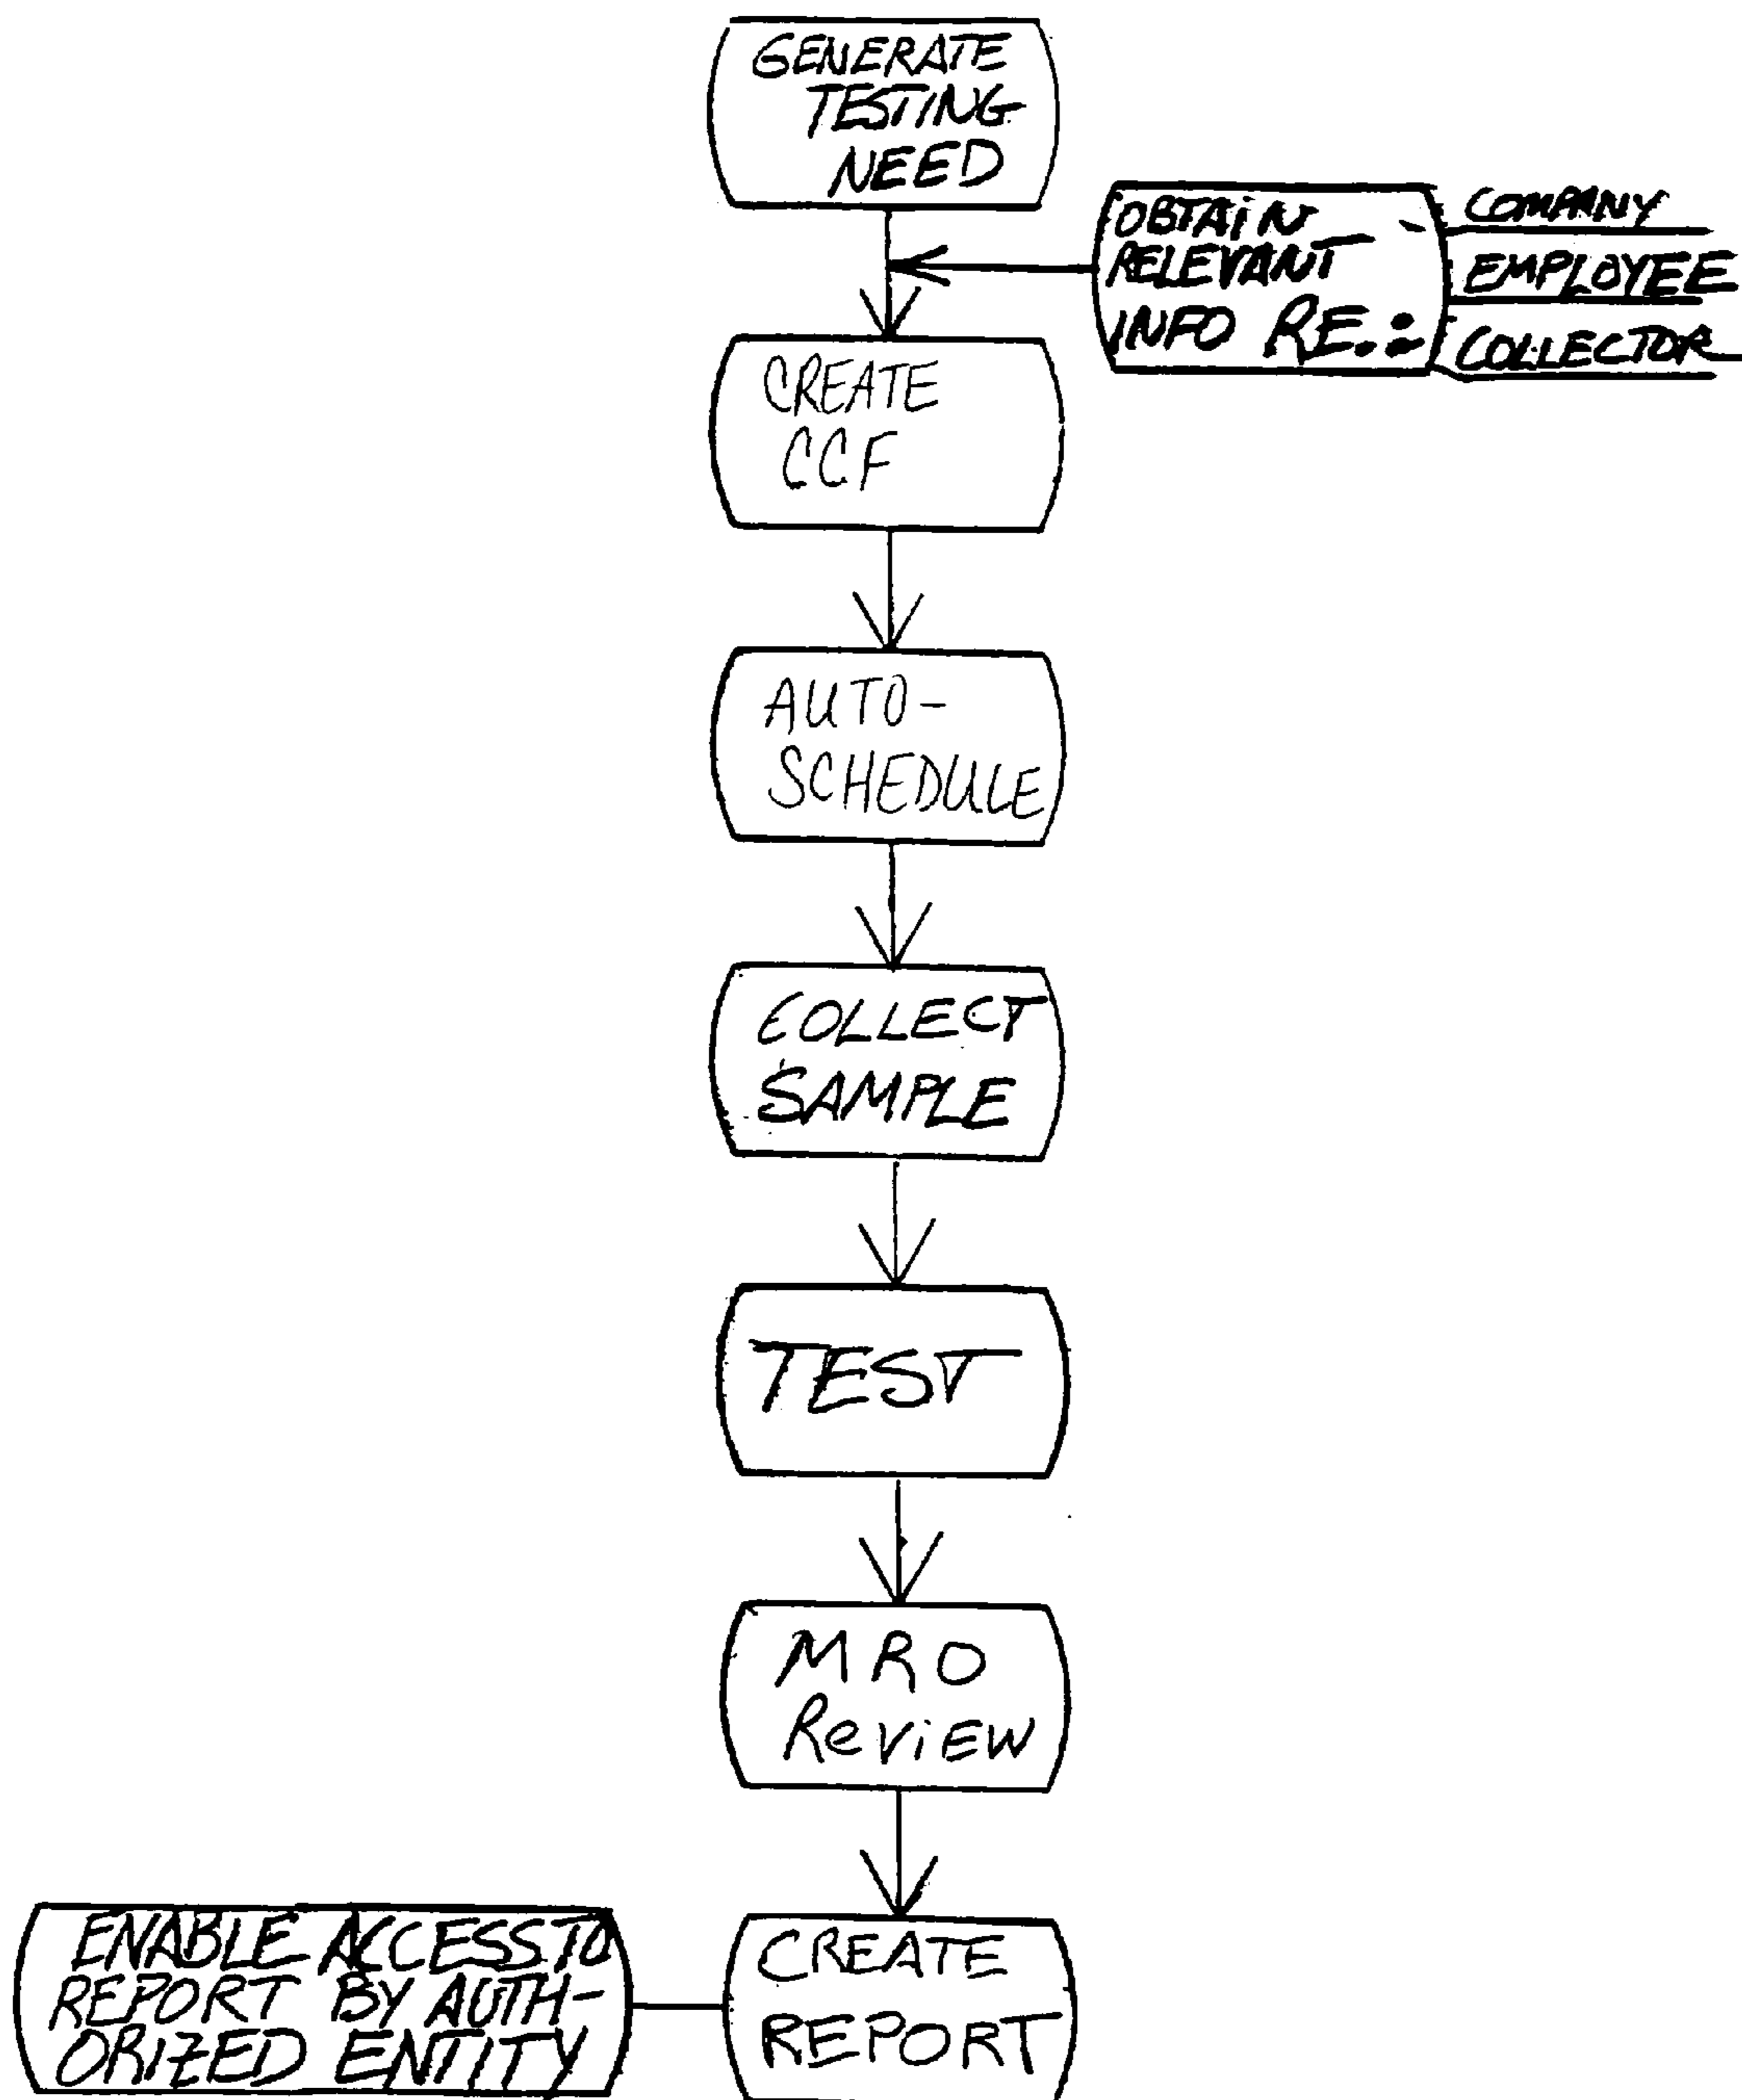 GENERATE
TESTING
NEED
OBTAIN
RELEVANT
INFO RE.:
COMPANY
EMPLOYEE
COLLECTOR
CREATE
CCF
AUTO-
SCHEDULE
COLLECT
SAMPLE
TEST
MRO
ReViEW
ENABLE ACCESS TO
REPORT BY AUTH-
ORIZED ENTITY
CREATE
REPORT